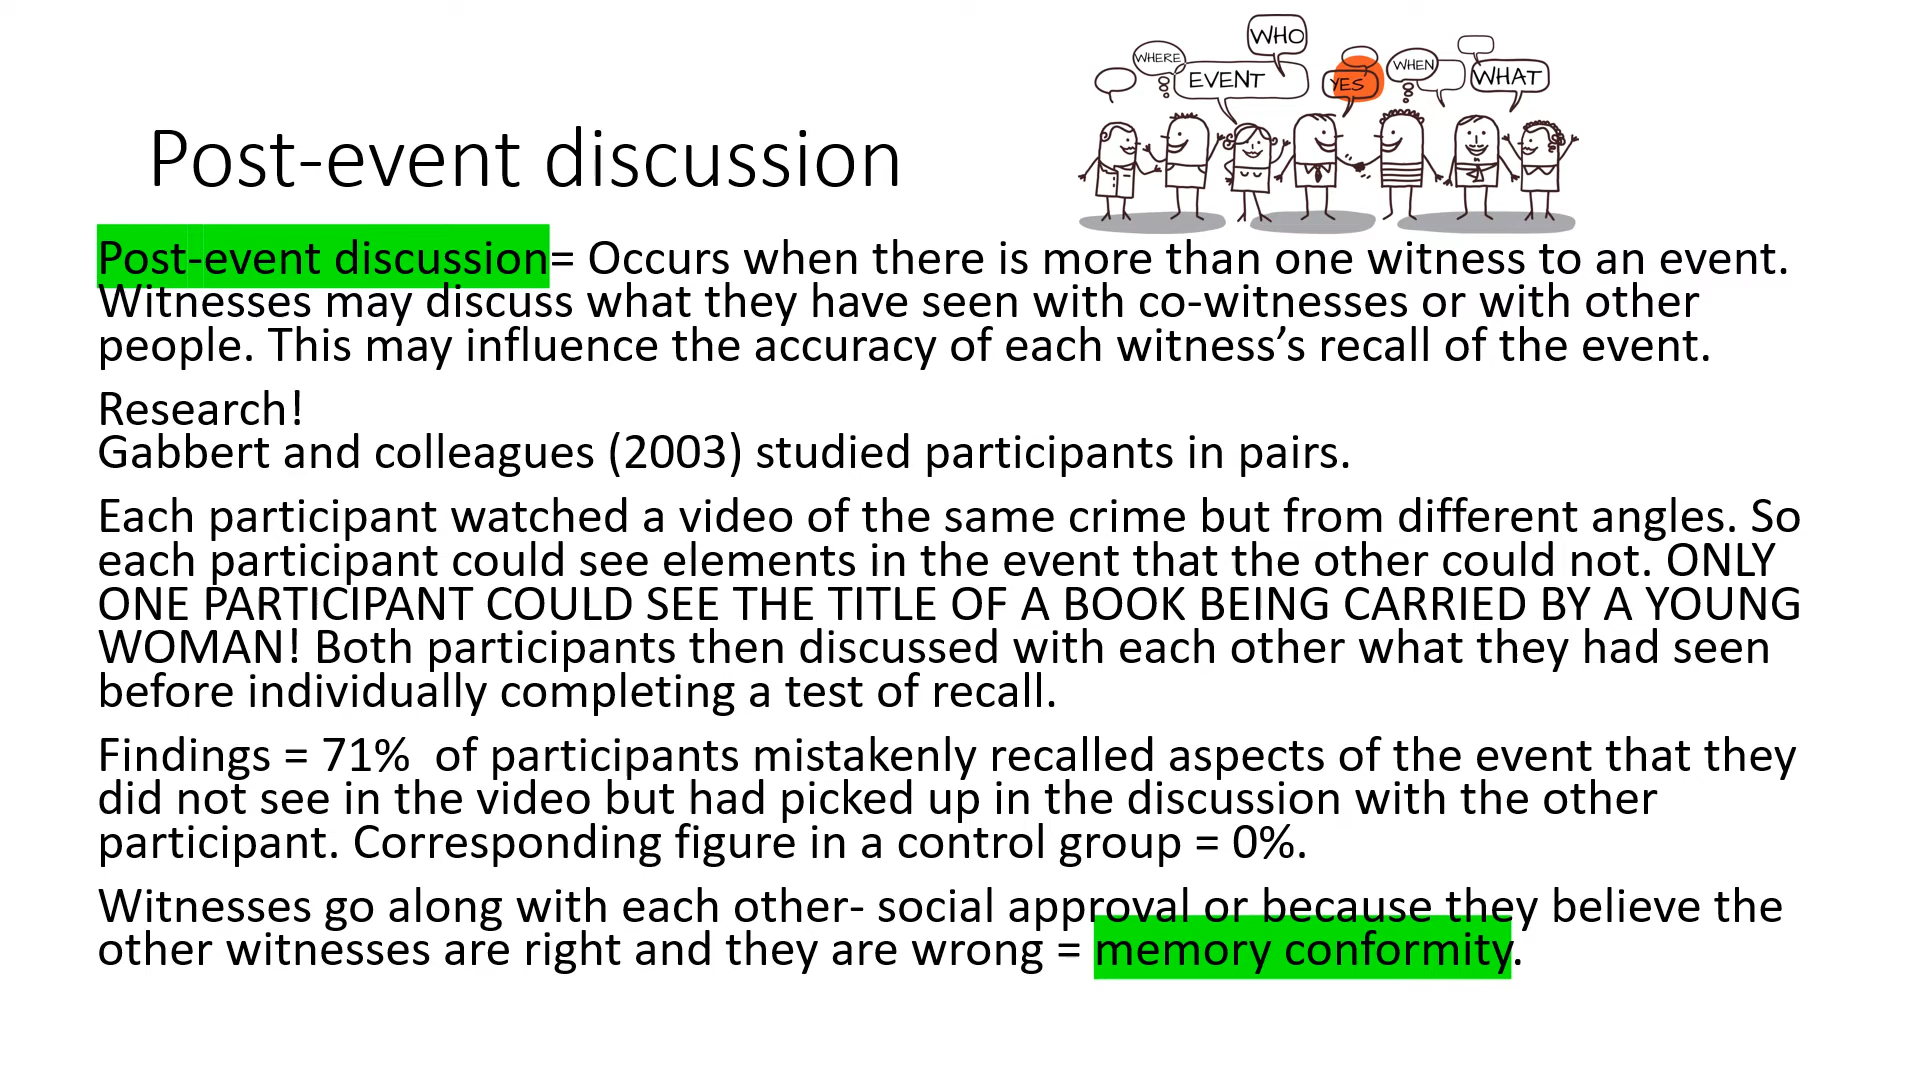 WHO
WHERE
EVENT
YES
WHEN
WHAT
Post-event discussion
Post-event discussion= Occurs when there is more than one witness to an event.
Witnesses may discuss what they have seen with co-witnesses or with other
people. This may influence the accuracy of each witness’s recall of the event.
Research!
Gabbert and colleagues (2003) studied participants in pairs.
Each participant watched a video of the same crime but from different angles. So
each participant could see elements in the event that the other could not. ONLY
ONE PARTICIPANT COULD SEE THE TITLE OF A BOOK BEING CARRIED BY A YOUNG
WOMAN! Both participants then discussed with each other what they had seen
before individually completing a test of recall.
Findings = 71%  of participants mistakenly recalled aspects of the event that they
did not see in the video but had picked up in the discussion with the other
participant. Corresponding figure in a control group = 0%.
Witnesses go along with each other- social approval or because they believe the
other witnesses are right and they are wrong = memory conformity.